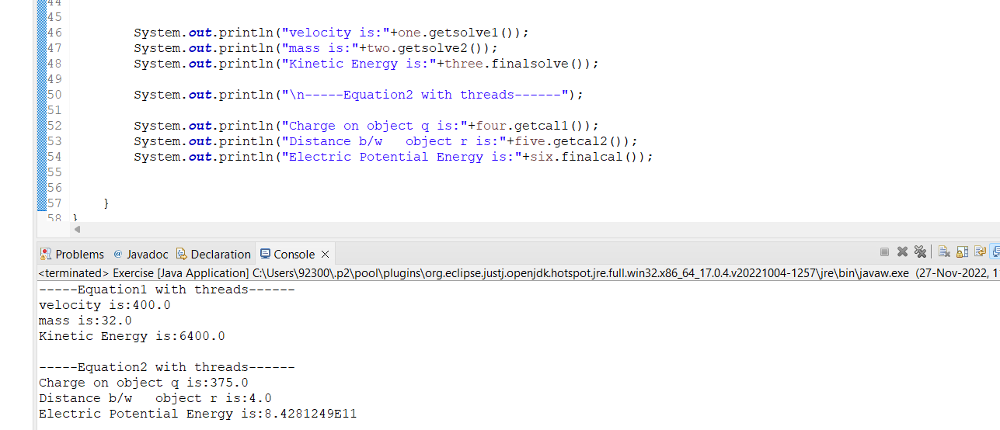 44
45
46 System.out.println("velocity is:"+one.getsolve1());
47 System.out.println("mass is:"+two.getsolve2());
48 System.out.println("Kinetic Energy is:"+three.finalsolve());
49
50 System.out.println("\n-----Equation2 with threads------");
51
52 System.out.println("Charge on object q is:"+four.getcal1());
53 System.out.println("Distance b/w   object r is:"+five.getcal2());
54 System.out.println("Electric Potential Energy is:"+six.finalcal());
55
56
57 }
58 }
Problems @ Javadoc Declaration Console
<terminated> Exercise [Java Application] C:\Users\92300\.p2\pool\plugins\org.eclipse.justj.openjdk.hotspot.jre.full.win32.x86_64_17.0.4.v20221004-1257\jre\bin\javaw.exe (27-Nov-2022, 1
-----Equation1 with threads------
velocity is:400.0
mass is:32.0
Kinetic Energy is:6400.0
-----Equation2 with threads------
Charge on object q is:375.0
Distance b/w   object r is:4.0
Electric Potential Energy is:8.4281249E11